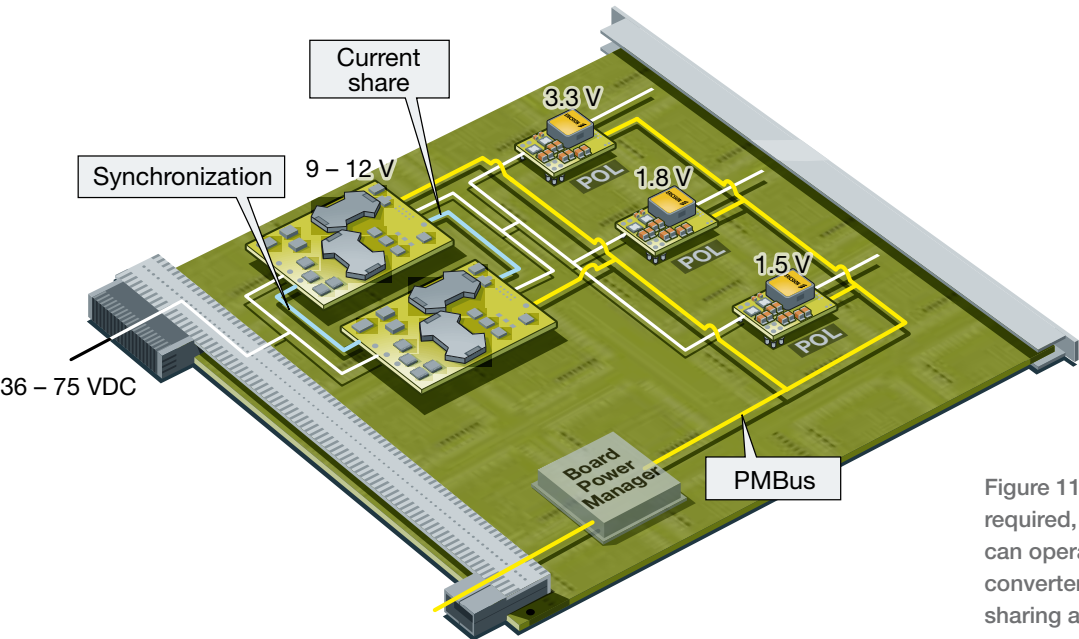 Current
share
3.3 V
Synchronization
9 – 12 V
POL
1.8 V
POL
1.5 V
POL
36 – 75 VDC
Board
Power
Manager
PMBus
Figure 11
required,
can opera
converter
sharing a